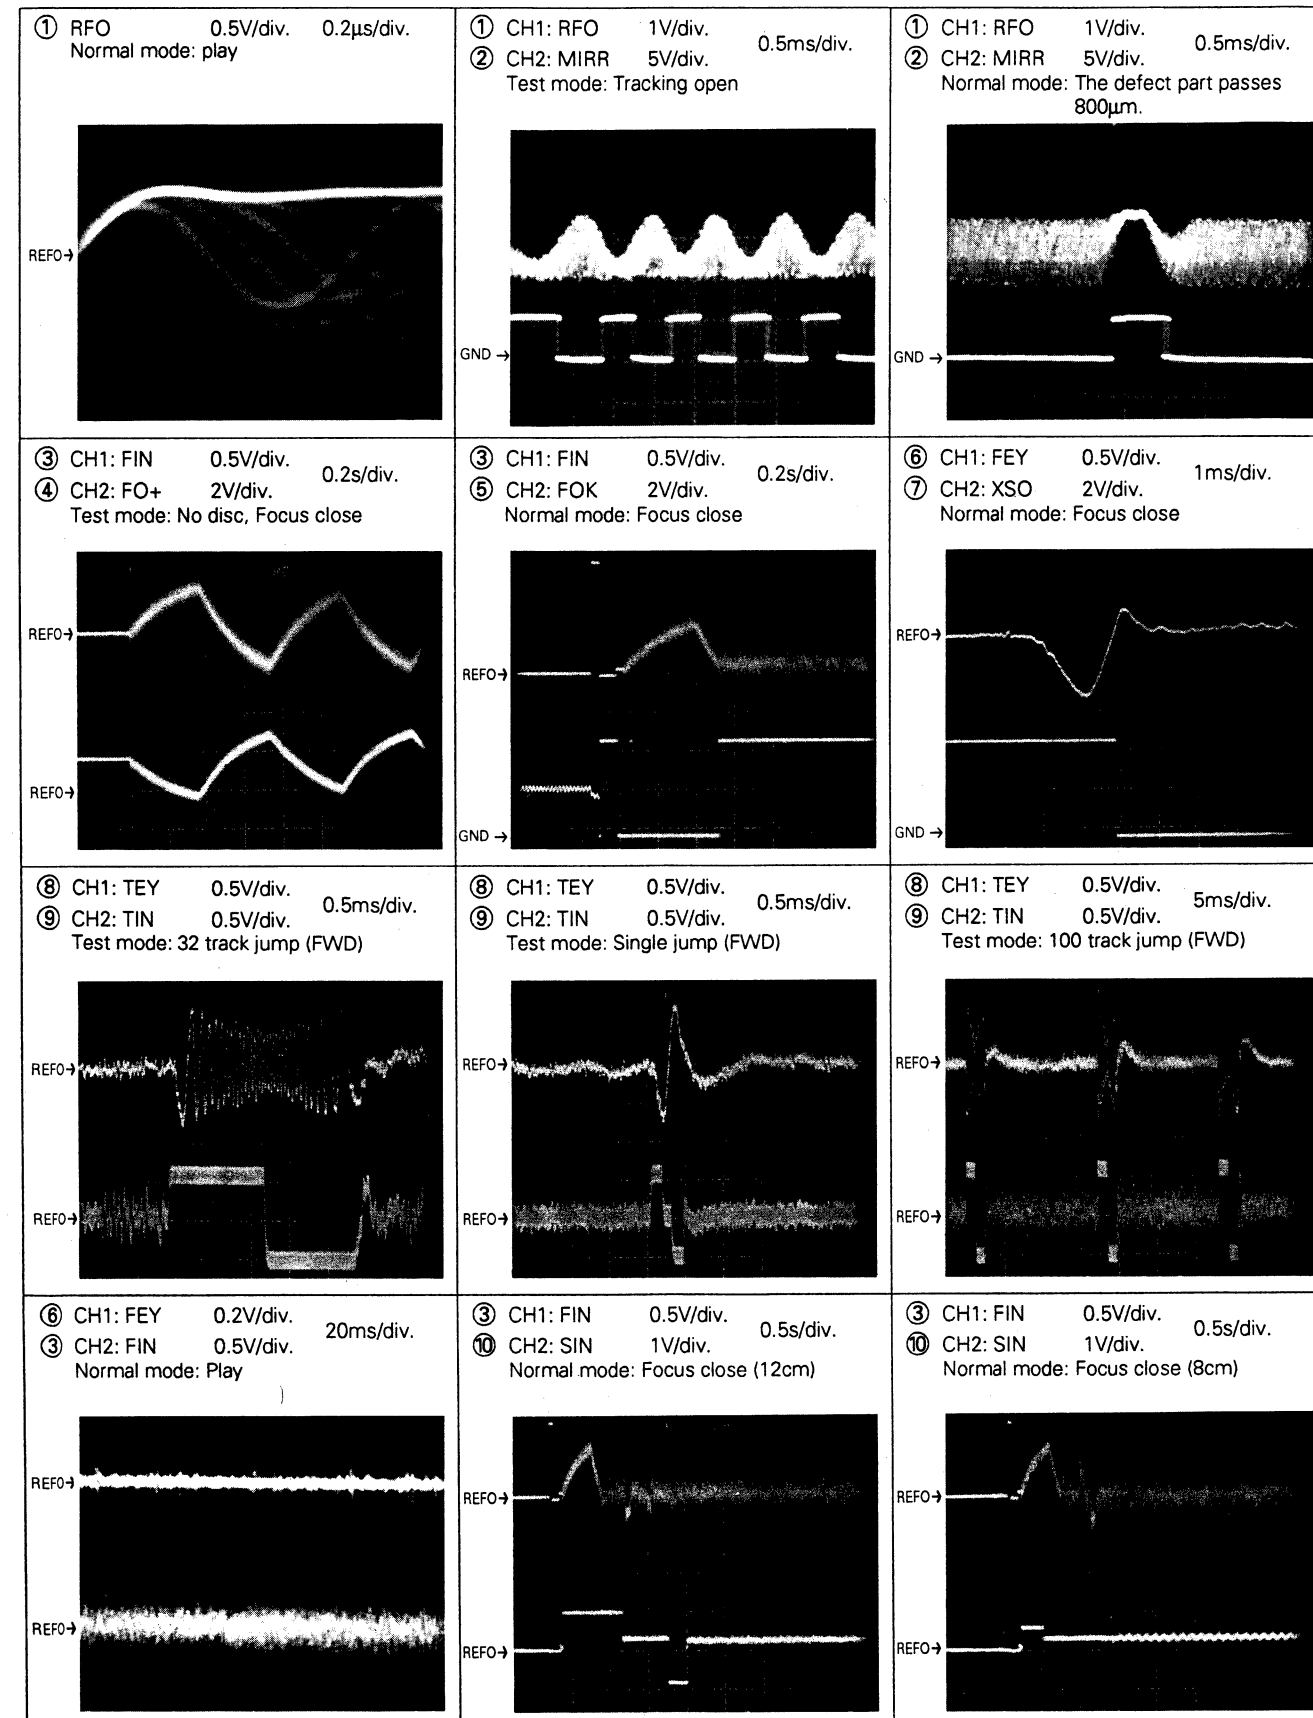 ① RFO 0.5V/div. 0.2μs/div.
Normal mode: play
REFO→
① CH1: RFO 1V/div. 0.5ms/div.
② CH2: MIRR 5V/div.
Test mode: Tracking open
GND →
① CH1: RFO 1V/div. 0.5ms/div.
② CH2: MIRR 5V/div.
Normal mode: The defect part passes
800μm.
GND →
③ CH1: FIN 0.5V/div. 0.2s/div.
④ CH2: FO+ 2V/div.
Test mode: No disc, Focus close
REFO→
REFO→
③ CH1: FIN 0.5V/div. 0.2s/div.
⑤ CH2: FOK 2V/div.
Normal mode: Focus close
REFO→
GND →
⑥ CH1: FEY 0.5V/div. 1ms/div.
⑦ CH2: XSO 2V/div.
Normal mode: Focus close
REFO→
GND →
⑧ CH1: TEY 0.5V/div. 0.5ms/div.
⑨ CH2: TIN 0.5V/div.
Test mode: 32 track jump (FWD)
REFO→
REFO→
⑧ CH1: TEY 0.5V/div. 0.5ms/div.
⑨ CH2: TIN 0.5V/div.
Test mode: Single jump (FWD)
REFO→
REFO→
⑧ CH1: TEY 0.5V/div. 5ms/div.
⑨ CH2: TIN 0.5V/div.
Test mode: 100 track jump (FWD)
REFO→
REFO→
⑥ CH1: FEY 0.2V/div. 20ms/div.
③ CH2: FIN 0.5V/div.
Normal mode: Play
REFO→
REFO→
③ CH1: FIN 0.5V/div. 0.5s/div.
⑩ CH2: SIN 1V/div.
Normal mode: Focus close (12cm)
REFO→
REFO→
③ CH1: FIN 0.5V/div. 0.5s/div.
⑩ CH2: SIN 1V/div.
Normal mode: Focus close (8cm)
REFO→
REFO→